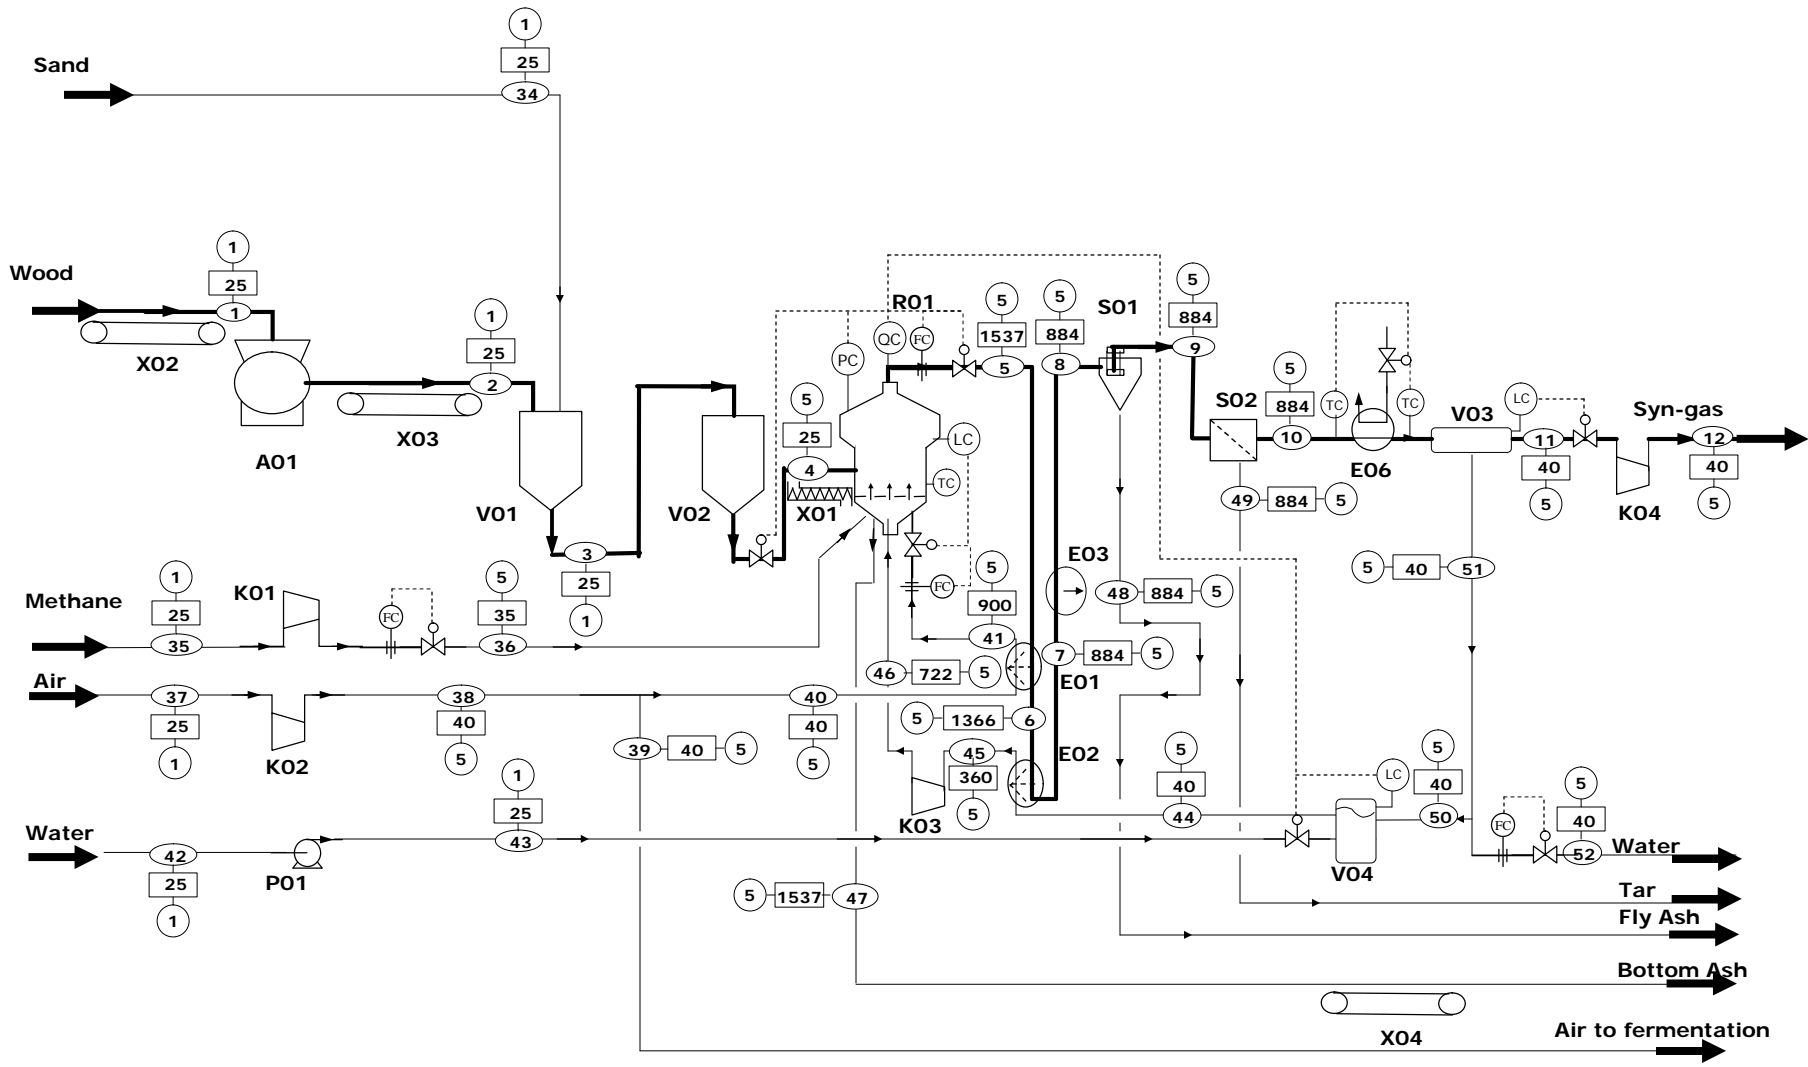 1
25
Sand
34
1
Wood
25
1
X02
1
25
2
X03
A01
V01
3
25
1
V02
5
25
4
X01
R01
PC
QC
FC
LC
TC
FC
5
1537
5
5
884
8
S01
5
884
9
S02
5
884
10
TC
TC
E06
V03
LC
11
40
5
Syn-gas
12
40
5
K04
49
884
5
5
40
51
E03
48
884
5
5
900
41
7
884
5
E01
46
722
5
5
1366
6
E02
45
360
5
K03
Methane
1
25
35
K01
FC
5
35
36
Air
37
25
1
K02
38
40
5
40
40
5
39
40
5
Water
42
25
1
P01
1
25
43
5
40
44
LC
V04
5
40
50
FC
5
40
52
Water
5
1537
47
Tar
Fly Ash
Bottom Ash
X04
Air to fermentation